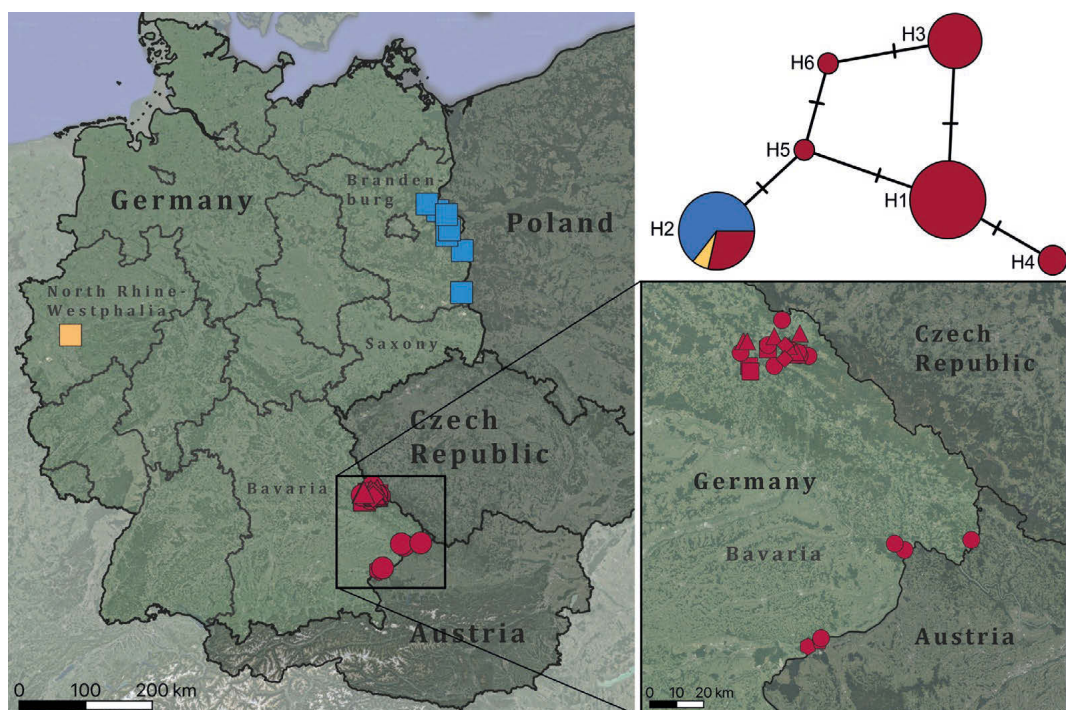 Germany
Branden-
burg
Poland
North Rhine-
Westphalia
Saxony
Czech
Republic
Bavaria
Austria
0 100 200 km
H3
H6
H5
H1
H2
H4
Czech
Republic
Germany
Bavaria
Austria
0 10 20 km